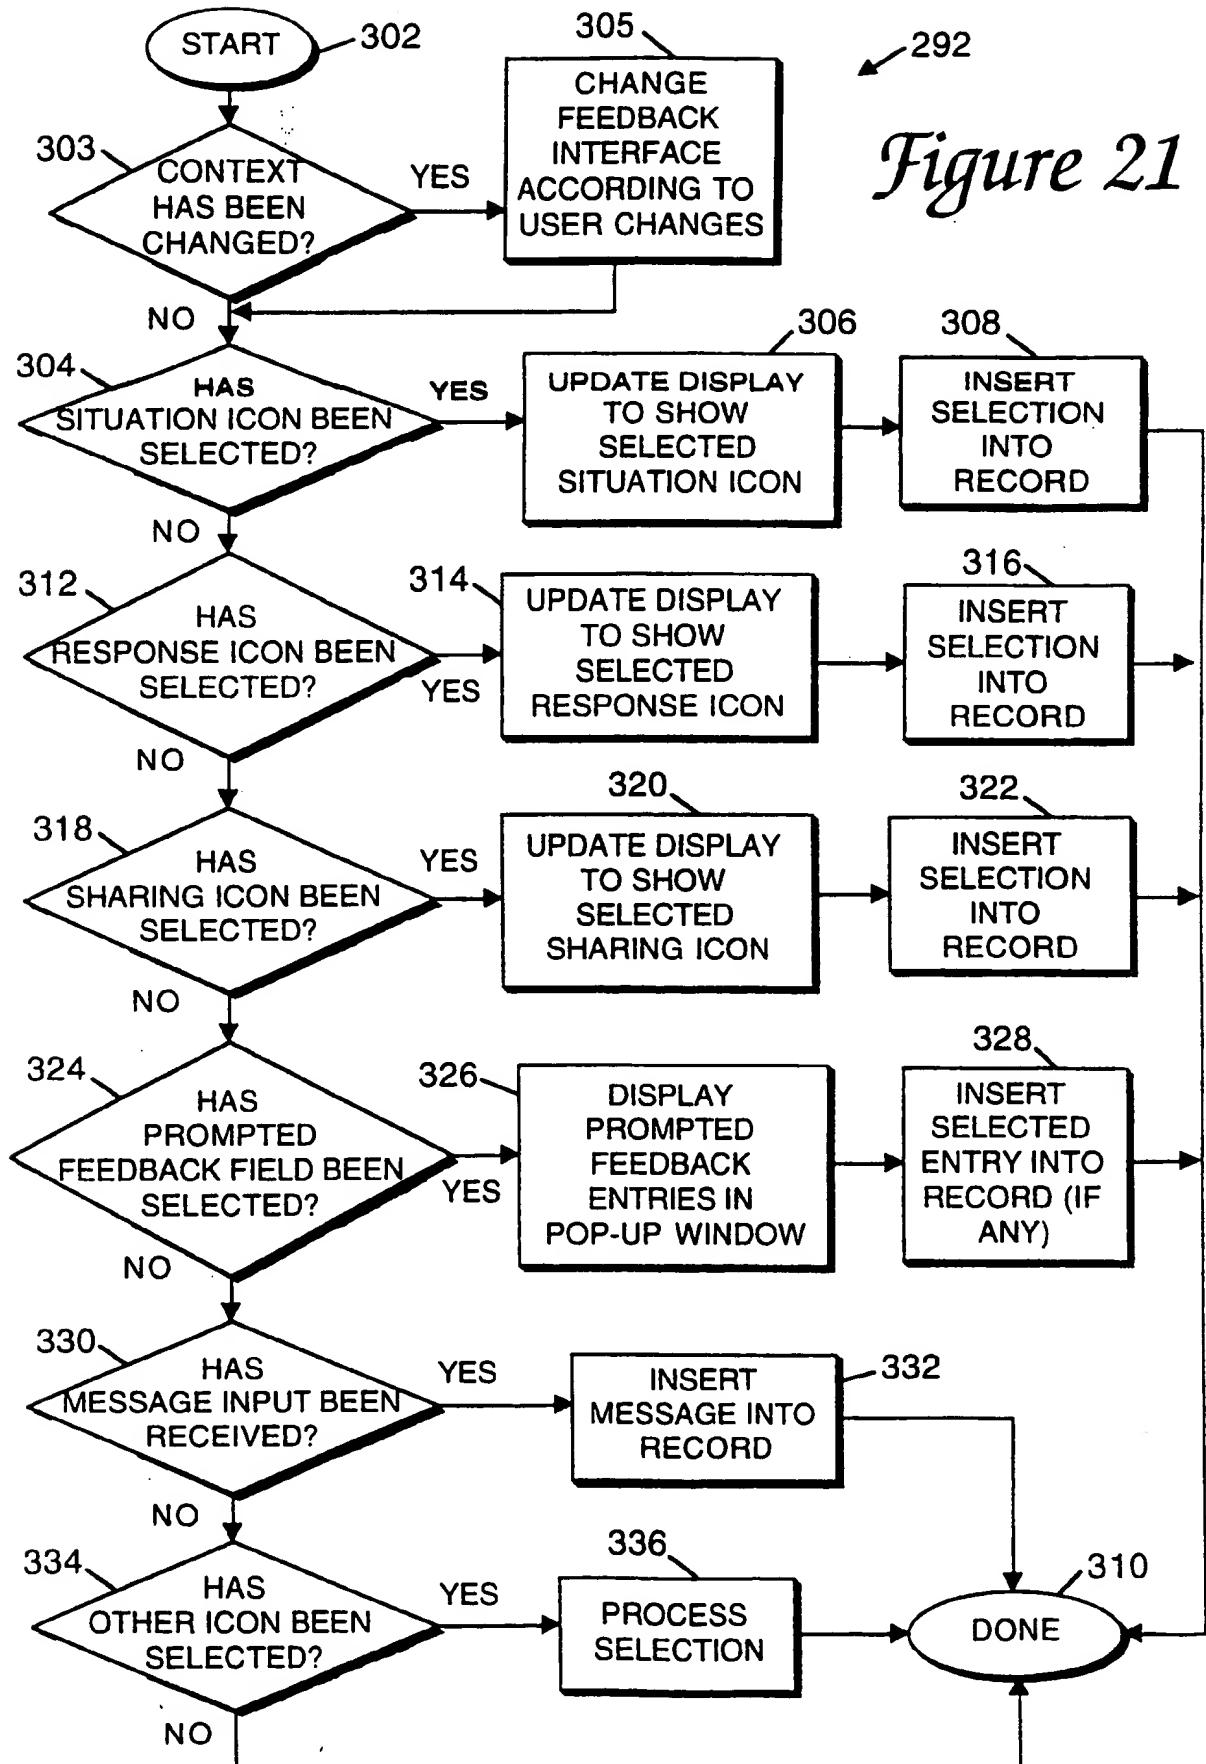 START
302
305
292
Figure 21
CHANGE
FEEDBACK
INTERFACE
ACCORDING TO
USER CHANGES
303
CONTEXT
HAS BEEN
CHANGED?
YES
NO
304
HAS
SITUATION ICON BEEN
SELECTED?
YES
306
UPDATE DISPLAY
TO SHOW
SELECTED
SITUATION ICON
308
INSERT
SELECTION
INTO
RECORD
NO
312
HAS
RESPONSE ICON BEEN
SELECTED?
YES
314
UPDATE DISPLAY
TO SHOW
SELECTED
RESPONSE ICON
316
INSERT
SELECTION
INTO
RECORD
NO
318
HAS
SHARING ICON BEEN
SELECTED?
YES
320
UPDATE DISPLAY
TO SHOW
SELECTED
SHARING ICON
322
INSERT
SELECTION
INTO
RECORD
NO
324
HAS
PROMPTED
FEEDBACK FIELD BEEN
SELECTED?
YES
326
DISPLAY
PROMPTED
FEEDBACK
ENTRIES IN
POP-UP WINDOW
328
INSERT
SELECTED
ENTRY INTO
RECORD (IF
ANY)
NO
330
HAS
MESSAGE INPUT BEEN
RECEIVED?
YES
INSERT
MESSAGE INTO
RECORD
332
NO
334
HAS
OTHER ICON BEEN
SELECTED?
YES
336
PROCESS
SELECTION
310
DONE
NO